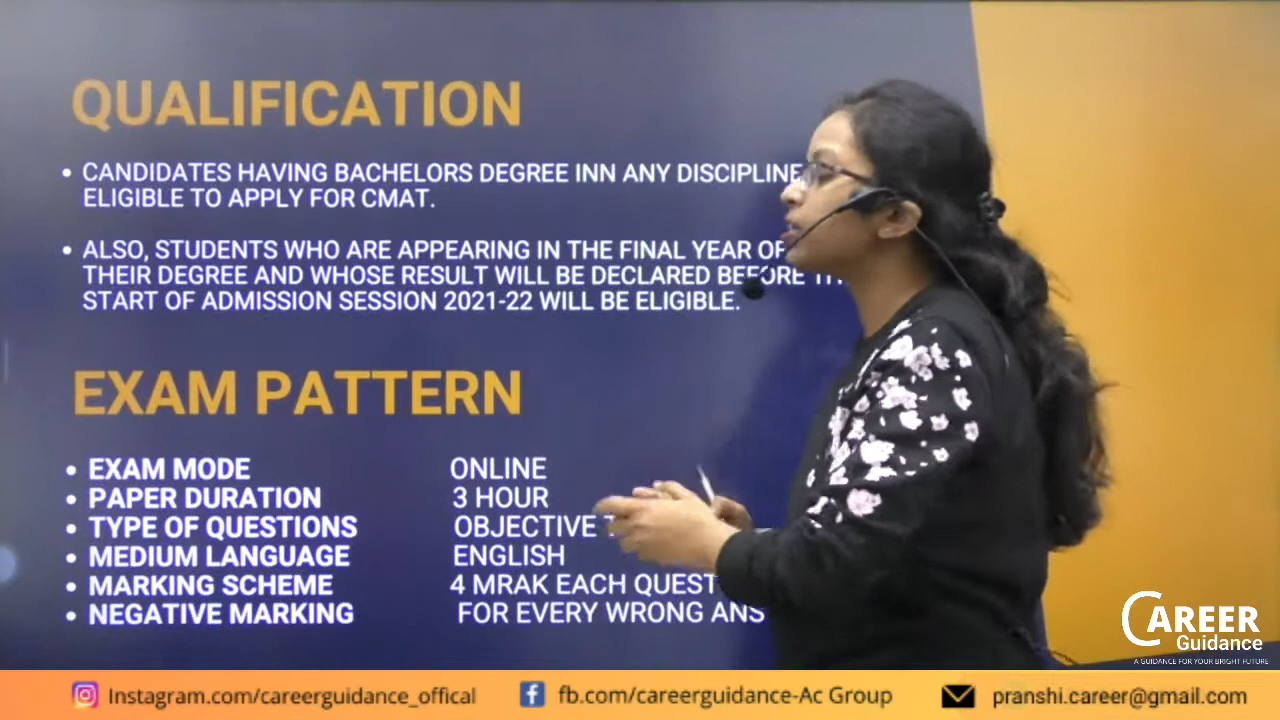 QUALIFICATION
• CANDIDATES HAVING BACHELORS DEGREE INN ANY DISCIPLINE
ELIGIBLE TO APPLY FOR CMAT.
• ALSO, STUDENTS WHO ARE APPEARING IN THE FINAL YEAR OF
THEIR DEGREE AND WHOSE RESULT WILL BE DECLARED BEFORE
START OF ADMISSION SESSION 2021-22 WILL BE ELIGIBLE.
EXAM PATTERN
• EXAM MODE ONLINE
• PAPER DURATION 3 HOUR
• TYPE OF QUESTIONS OBJECTIVE
• MEDIUM LANGUAGE ENGLISH
• MARKING SCHEME 4 MRAK EACH QUEST
• NEGATIVE MARKING FOR EVERY WRONG ANS
CAREER
Guidance
A GUIDANCE FOR YOUR BRIGHT FUTURE
Instagram.com/careerguidance_offical fb.com/careerguidance-Ac Group pranshi.career@gmail.com